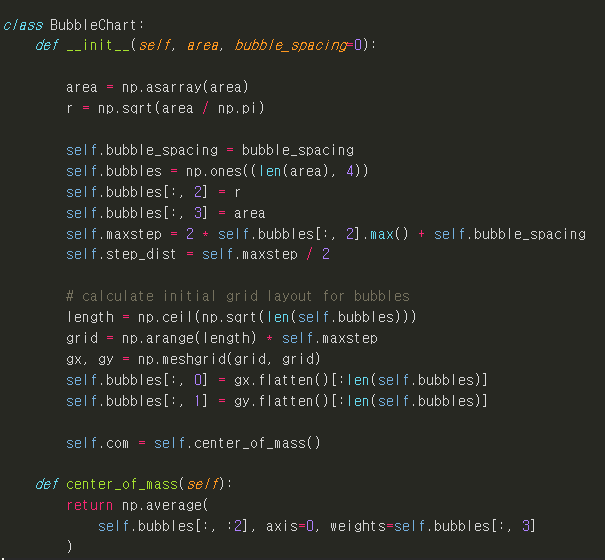 class BubbleChart:
    def __init__(self, area, bubble_spacing=0):

        area = np.asarray(area)
        r = np.sqrt(area / np.pi)

        self.bubble_spacing = bubble_spacing
        self.bubbles = np.ones((len(area), 4))
        self.bubbles[:, 2] = r
        self.bubbles[:, 3] = area
        self.maxstep = 2 * self.bubbles[:, 2].max() + self.bubble_spacing
        self.step_dist = self.maxstep / 2

        # calculate initial grid layout for bubbles
        length = np.ceil(np.sqrt(len(self.bubbles)))
        grid = np.arange(length) * self.maxstep
        gx, gy = np.meshgrid(grid, grid)
        self.bubbles[:, 0] = gx.flatten()[:len(self.bubbles)]
        self.bubbles[:, 1] = gy.flatten()[:len(self.bubbles)]

        self.com = self.center_of_mass()

    def center_of_mass(self):
        return np.average(
            self.bubbles[:, :2], axis=0, weights=self.bubbles[:, 3]
        )